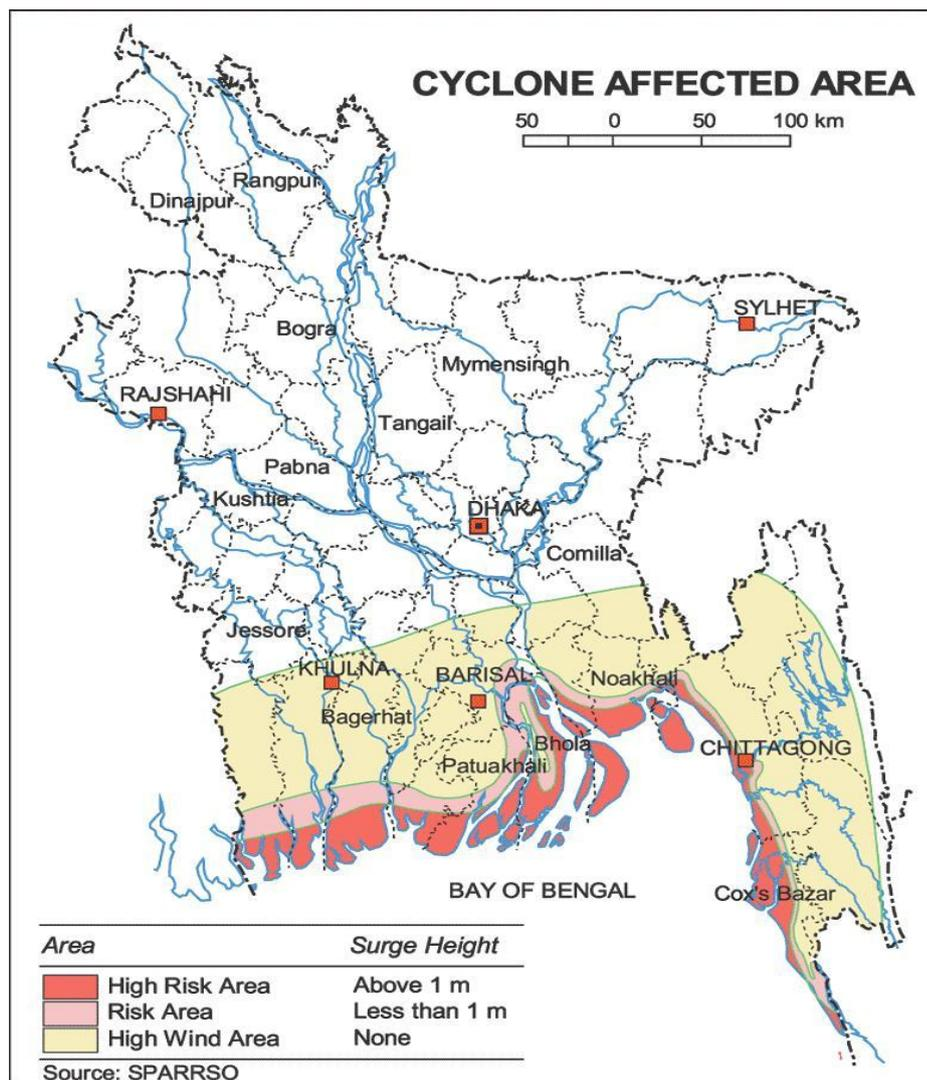 CYCLONE AFFECTED AREA
50 0 50 100 km
Rangpur
Dinajpur
SYLHET
Bogra
Mymensingh
RAJSHAHI
Tangail
Pabna
Kushtia
DHAKA
Comilla
Jessore
KHULNA
BARISAL
Noakhali
Bagerhat
Bhola
CHITTAGONG
Patuakhali
BAY OF BENGAL
Cox's Bazar
Area Surge Height
High Risk Area Above 1 m
Risk Area Less than 1 m
High Wind Area None
Source: SPARRSO
1